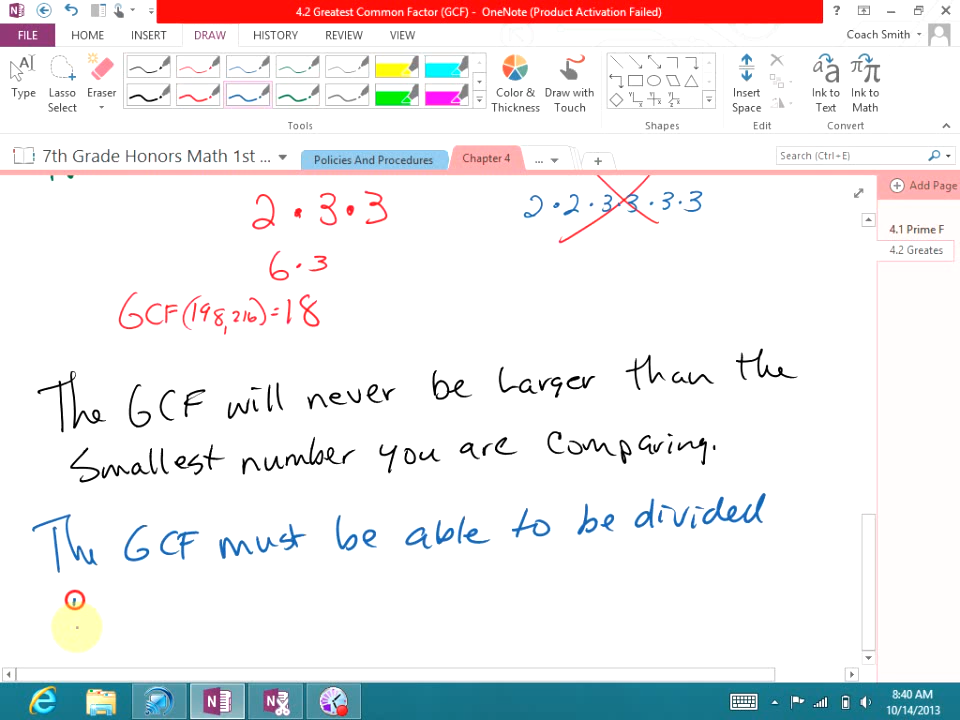 4.2 Greatest Common Factor (GCF) - OneNote (Product Activation Failed)
FILE HOME INSERT DRAW HISTORY REVIEW VIEW Coach Smith
Type Lasso Select Eraser Color & Thickness Draw with Touch Insert Space Ink to Text Ink to Math
Tools Shapes Edit Convert
7th Grade Honors Math 1st ... Policies And Procedures Chapter 4 ... Search (Ctrl+E)
Add Page
4.1 Prime F
4.2 Greates
2 · 3 · 3 2 · 2 · 3 · 3 · 3 · 3
6 · 3
GCF(198,216)=18
The GCF will never be Larger than the
Smallest number you are comparing.
The GCF must be able to be divided
8:40 AM
10/14/2013